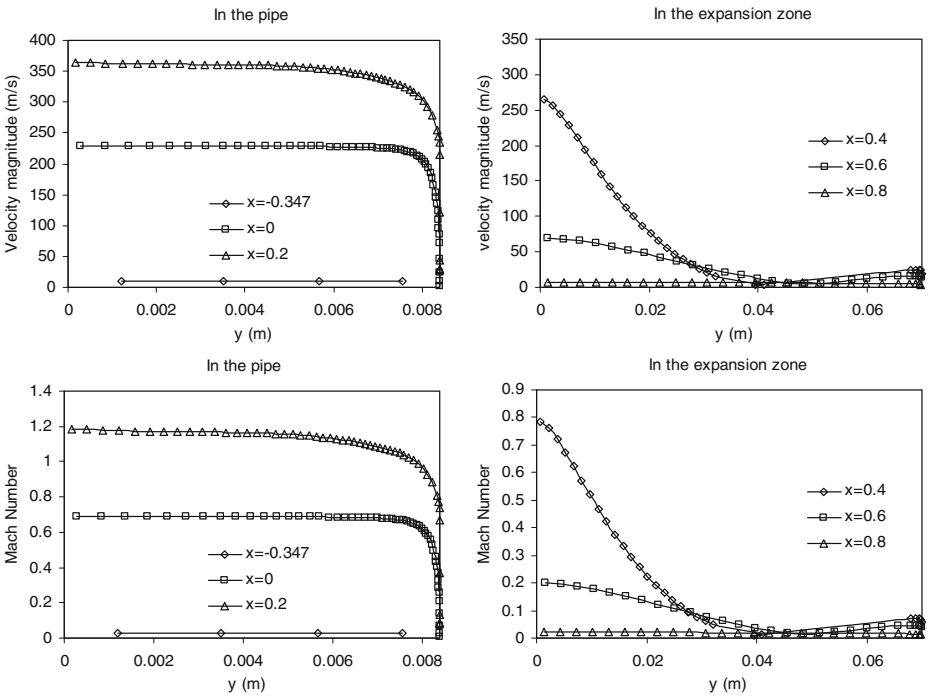 In the pipe
Velocity magnitude (m/s)
400
350
300
250
200
150
100
50
0
0
0.002
0.004
0.006
0.008
y (m)
x=-0.347
x=0
x=0.2
In the expansion zone
velocity magnitude (m/s)
350
300
250
200
150
100
50
0
0
0.02
0.04
0.06
y (m)
x=0.4
x=0.6
x=0.8
In the pipe
Mach Number
1.4
1.2
1
0.8
0.6
0.4
0.2
0
0
0.002
0.004
0.006
0.008
y (m)
x=-0.347
x=0
x=0.2
In the expansion zone
Mach Number
0.9
0.8
0.7
0.6
0.5
0.4
0.3
0.2
0.1
0
0
0.02
0.04
0.06
y (m)
x=0.4
x=0.6
x=0.8